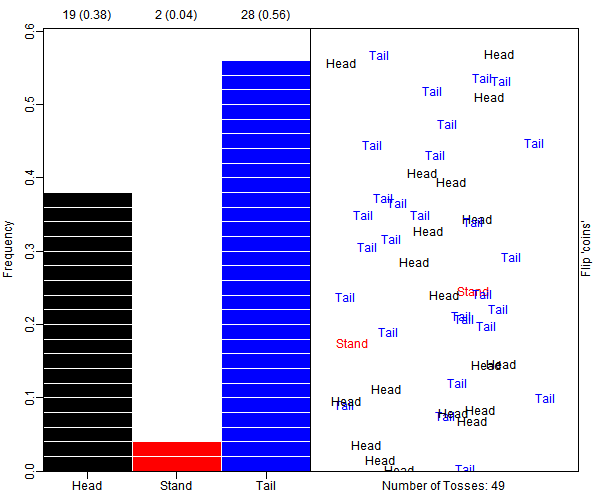 19 (0.38) 2 (0.04) 28 (0.56)
0.6
0.5
0.4
0.3
0.2
0.1
0.0
Frequency
Head Stand Tail
Tail
Head
Head
Tail
Tail
Tail
Head
Tail
Tail
Tail
Tail
Head
Head
Tail
Tail
Tail
Tail
Head
Tail
Head
Tail
Tail
Tail
Head
Stand
Tail
Head
Tail
Tail
Tail
Tail
Tail
Tail
Stand
Head
Head
Tail
Head
Tail
Head
Tail
Head
Head
Tail
Head
Head
Head
Tail
Head
Flip 'coins'
Number of Tosses: 49